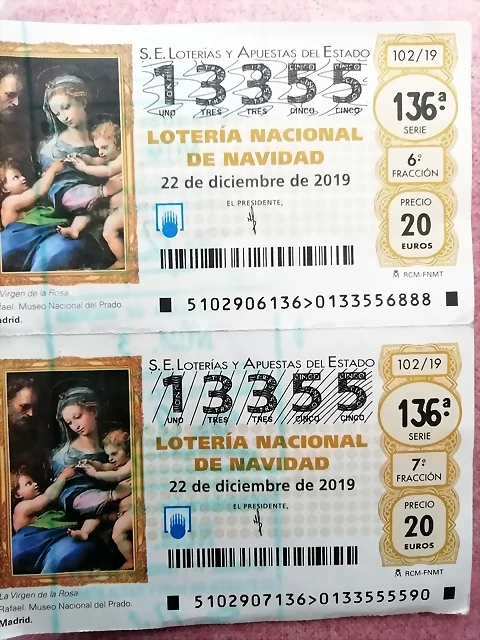 S.E. LOTERÍAS Y APUESTAS DEL ESTADO
102/19
13355
UNO TRES TRES CINCO CINCO
136ª
SERIE
LOTERÍA NACIONAL
DE NAVIDAD
6ª
FRACCIÓN
22 de diciembre de 2019
EL PRESIDENTE,
PRECIO
20
EUROS
RCM-FNMT
Virgen de la Rosa
fael. Museo Nacional del Prado.
adrid.
5102906136>0133556888
S.E. LOTERÍAS Y APUESTAS DEL ESTADO
102/19
13355
UNO TRES TRES CINCO CINCO
136ª
SERIE
LOTERÍA NACIONAL
DE NAVIDAD
7ª
FRACCIÓN
22 de diciembre de 2019
EL PRESIDENTE,
PRECIO
20
EUROS
RCM-FNMT
La Virgen de la Rosa
Rafael. Museo Nacional del Prado.
Madrid.
5102907136>0133555590